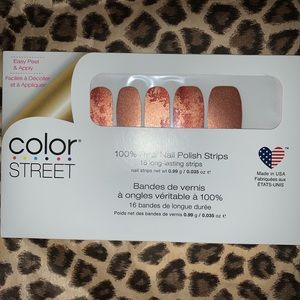 Easy Peel
& Apply
Faciles à Décoller
et à Appliquer
color
STREET
100% Real Nail Polish Strips
16 long-lasting strips
nail strips net wt 0.99 g / 0.035 oz ℮
Bandes de vernis
à ongles véritable à 100%
16 bandes de longue durée
Poids net des bandes de vernis 0.99 g / 0.035 oz ℮
Made in USA
Fabriquées aux
ÉTATS-UNIS
TM